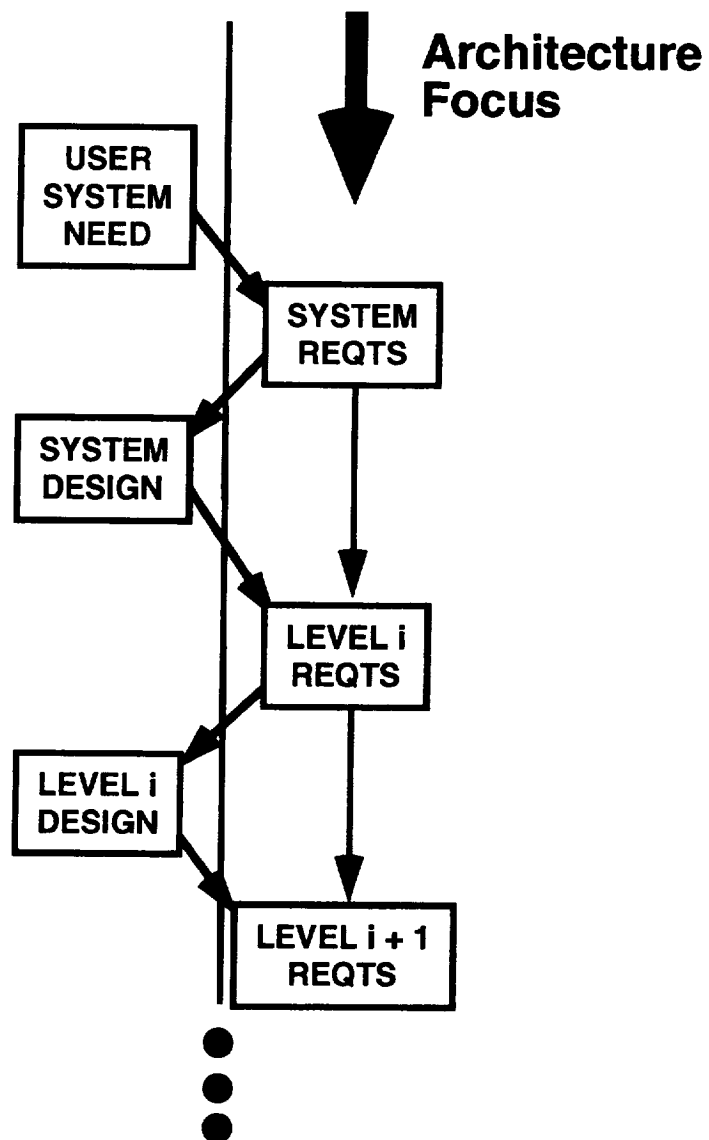 Architecture
Focus
USER
SYSTEM
NEED
SYSTEM
REQTS
SYSTEM
DESIGN
LEVEL i
REQTS
LEVEL i
DESIGN
LEVEL i + 1
REQTS